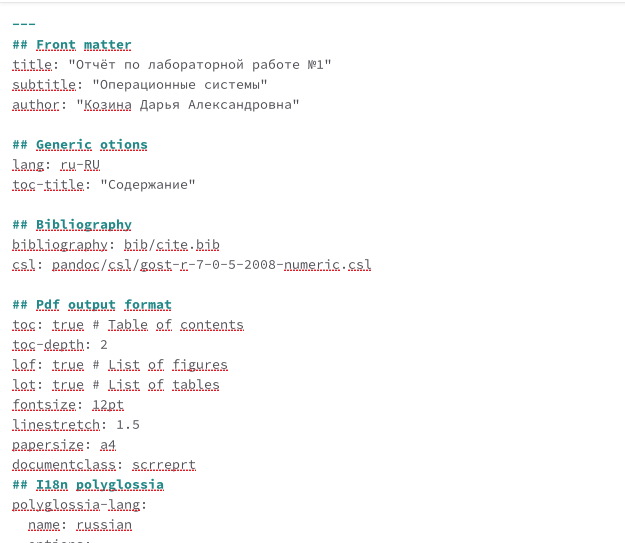 ---
## Front matter
title: "Отчёт по лабораторной работе №1"
subtitle: "Операционные системы"
author: "Козина Дарья Александровна"
## Generic otions
lang: ru-RU
toc-title: "Содержание"
## Bibliography
bibliography: bib/cite.bib
csl: pandoc/csl/gost-r-7-0-5-2008-numeric.csl
## Pdf output format
toc: true # Table of contents
toc-depth: 2
lof: true # List of figures
lot: true # List of tables
fontsize: 12pt
linestretch: 1.5
papersize: a4
documentclass: scrreprt
## I18n polyglossia
polyglossia-lang:
  name: russian